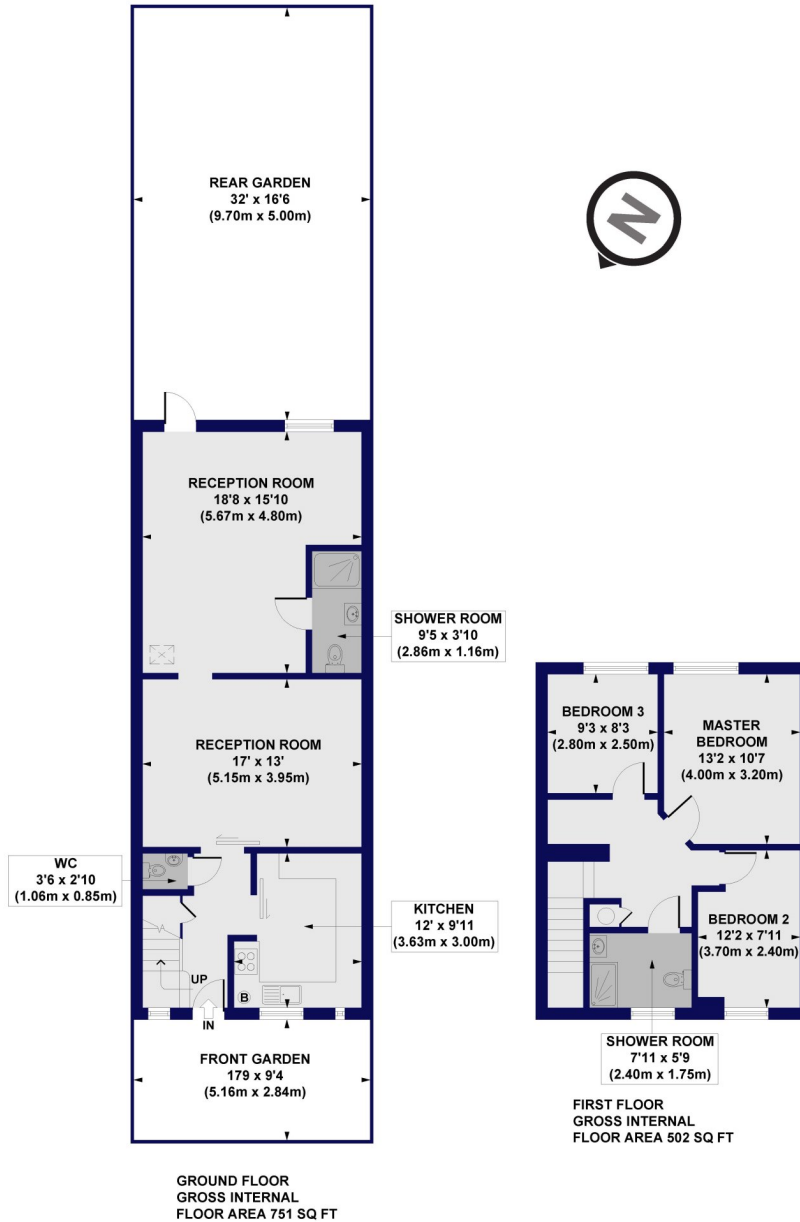 REAR GARDEN
32' x 16'6
(9.70m x 5.00m)
N
RECEPTION ROOM
18'8 x 15'10
(5.67m x 4.80m)
SHOWER ROOM
9'5 x 3'10
(2.86m x 1.16m)
RECEPTION ROOM
17' x 13'
(5.15m x 3.95m)
WC
3'6 x 2'10
(1.06m x 0.85m)
KITCHEN
12' x 9'11
(3.63m x 3.00m)
UP
B
IN
FRONT GARDEN
179 x 9'4
(5.16m x 2.84m)
GROUND FLOOR
GROSS INTERNAL
FLOOR AREA 751 SQ FT
BEDROOM 3
9'3 x 8'3
(2.80m x 2.50m)
MASTER
BEDROOM
13'2 x 10'7
(4.00m x 3.20m)
BEDROOM 2
12'2 x 7'11
(3.70m x 2.40m)
SHOWER ROOM
7'11 x 5'9
(2.40m x 1.75m)
FIRST FLOOR
GROSS INTERNAL
FLOOR AREA 502 SQ FT